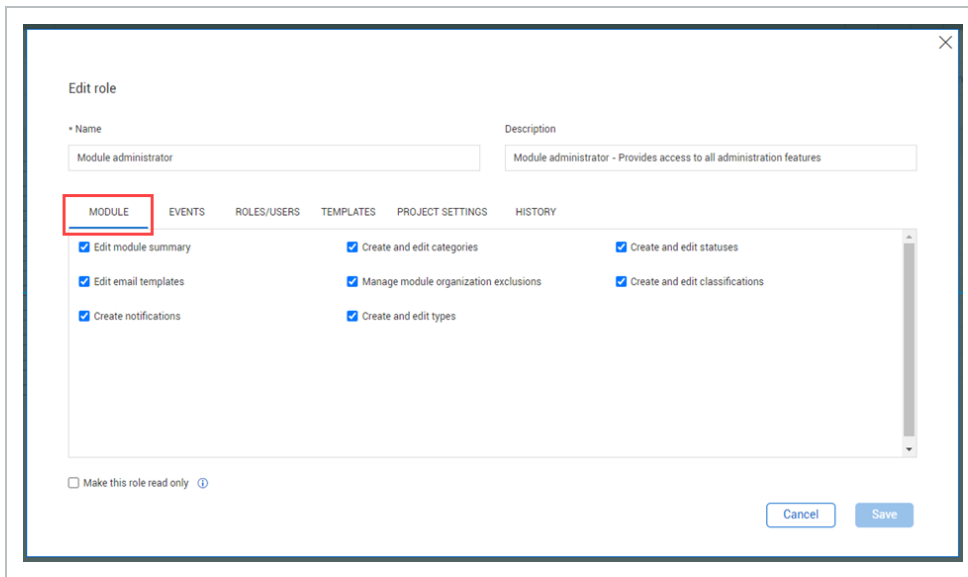 Edit role
* Name
Description
Module administrator
Module administrator - Provides access to all administration features
MODULE EVENTS ROLES/USERS TEMPLATES PROJECT SETTINGS HISTORY
Edit module summary Create and edit categories Create and edit statuses
Edit email templates Manage module organization exclusions Create and edit classifications
Create notifications Create and edit types
Make this role read only
Cancel Save